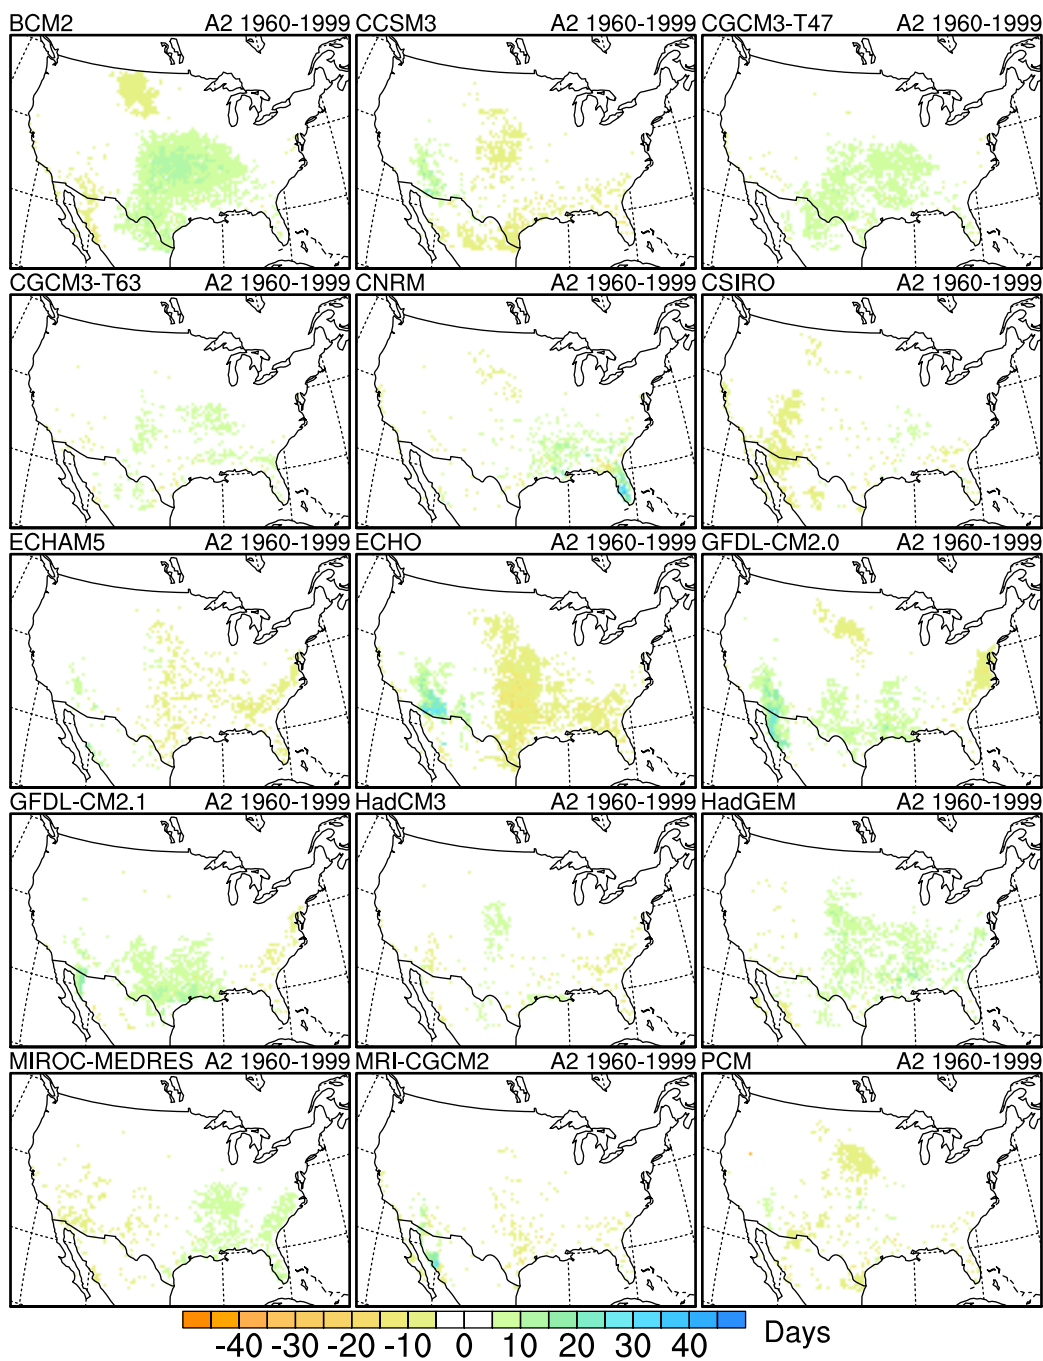 BCM2 A2 1960-1999 CCSM3 A2 1960-1999 CGCM3-T47 A2 1960-1999
CGCM3-T63 A2 1960-1999 CNRM A2 1960-1999 CSIRO A2 1960-1999
ECHAM5 A2 1960-1999 ECHO A2 1960-1999 GFDL-CM2.0 A2 1960-1999
GFDL-CM2.1 A2 1960-1999 HadCM3 A2 1960-1999 HadGEM A2 1960-1999
MIROC-MEDRES A2 1960-1999 MRI-CGCM2 A2 1960-1999 PCM A2 1960-1999
-40 -30 -20 -10 0 10 20 30 40 Days